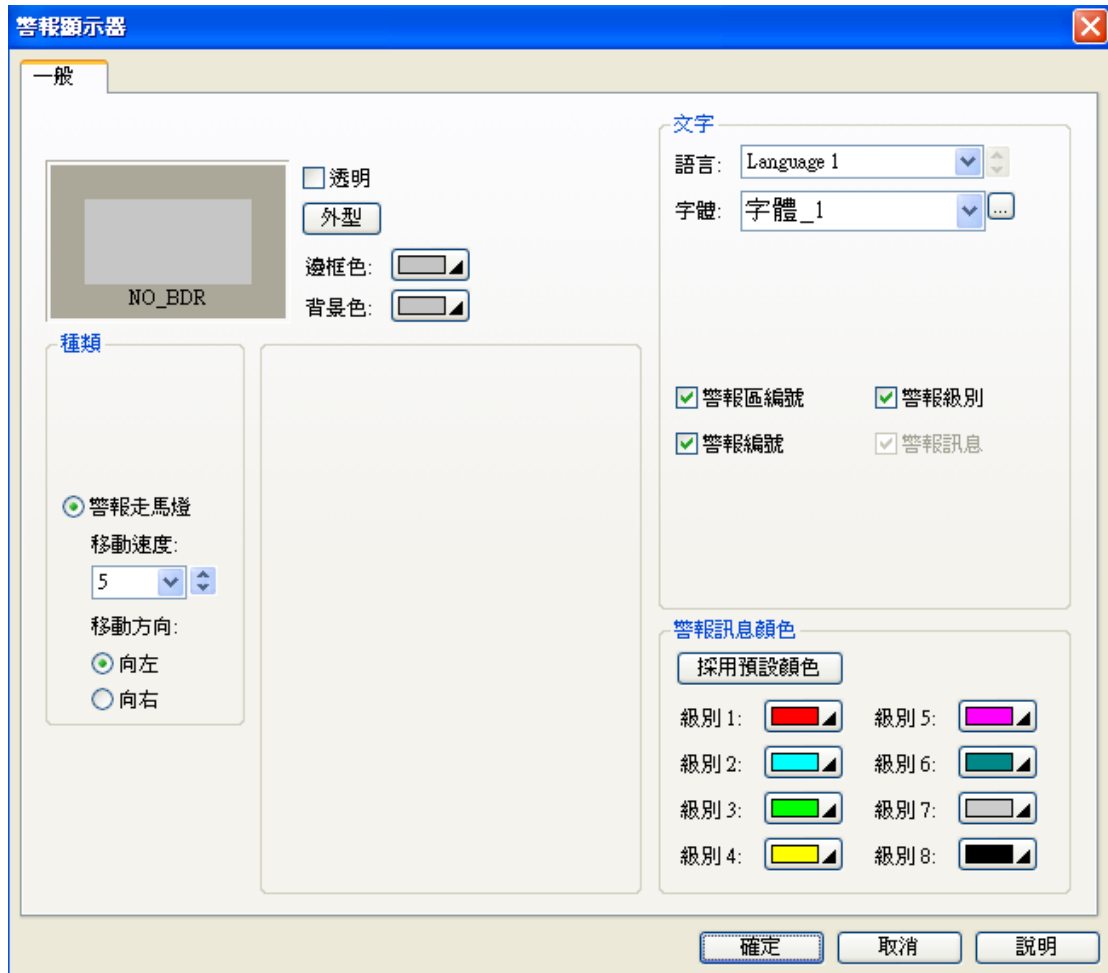 警報顯示器
一般
透明
外型
邊框色:
背景色:
NO_BDR
種類
警報走馬燈
移動速度:
5
移動方向:
向左
向右
文字
語言: Language 1
字體: 字體_1 ...
警報區編號 警報級別
警報編號 警報訊息
警報訊息顏色
採用預設顏色
級別 1: 級別 5:
級別 2: 級別 6:
級別 3: 級別 7:
級別 4: 級別 8:
確定 取消 說明